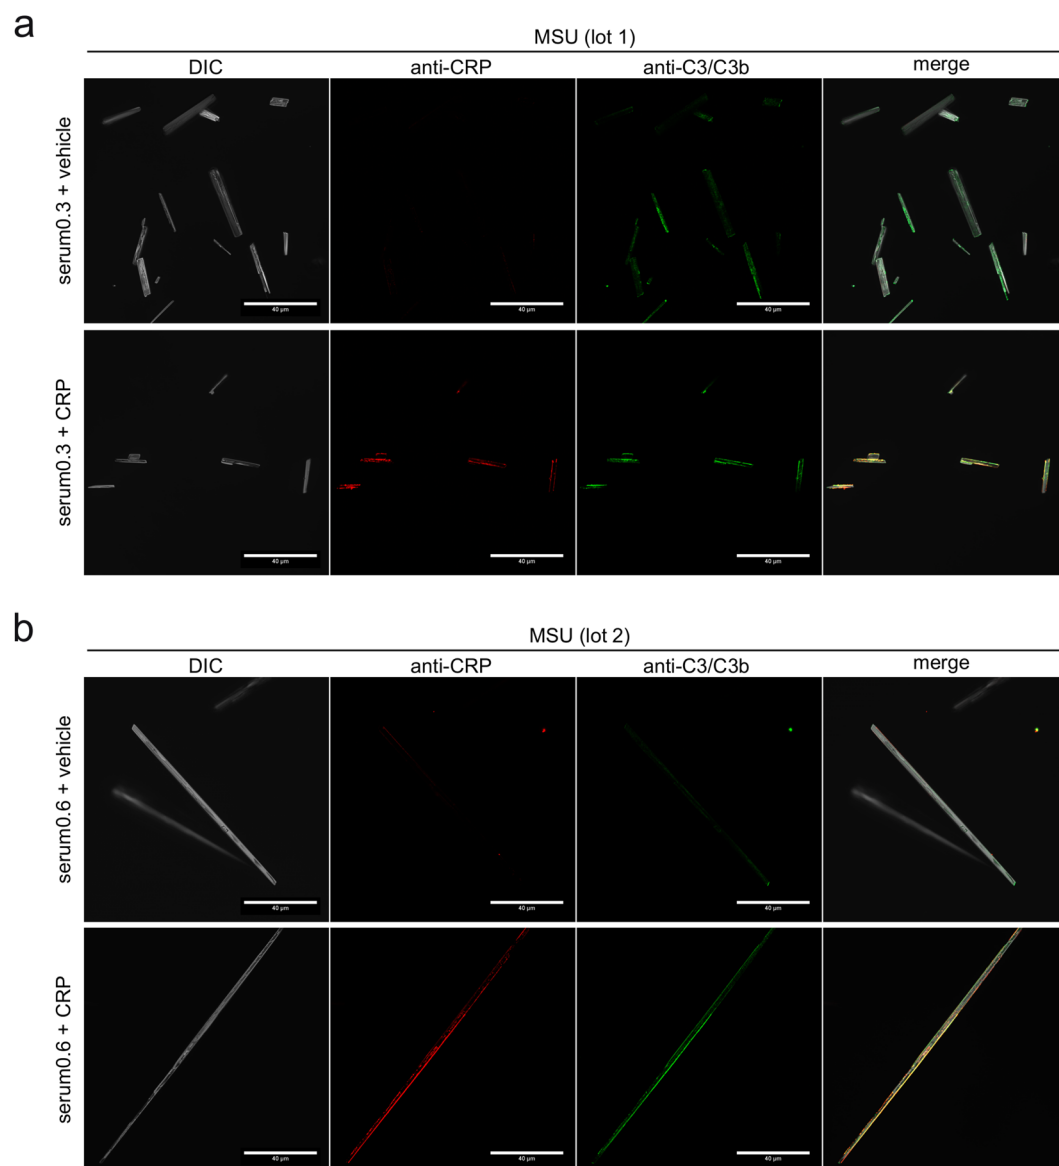 a
MSU (lot 1)
DIC anti-CRP anti-C3/C3b merge
serum0.3 + vehicle
40 µm 40 µm 40 µm
serum0.3 + CRP
40 µm 40 µm 40 µm
b
MSU (lot 2)
DIC anti-CRP anti-C3/C3b merge
serum0.6 + vehicle
40 µm 40 µm 40 µm
serum0.6 + CRP
40 µm 40 µm 40 µm